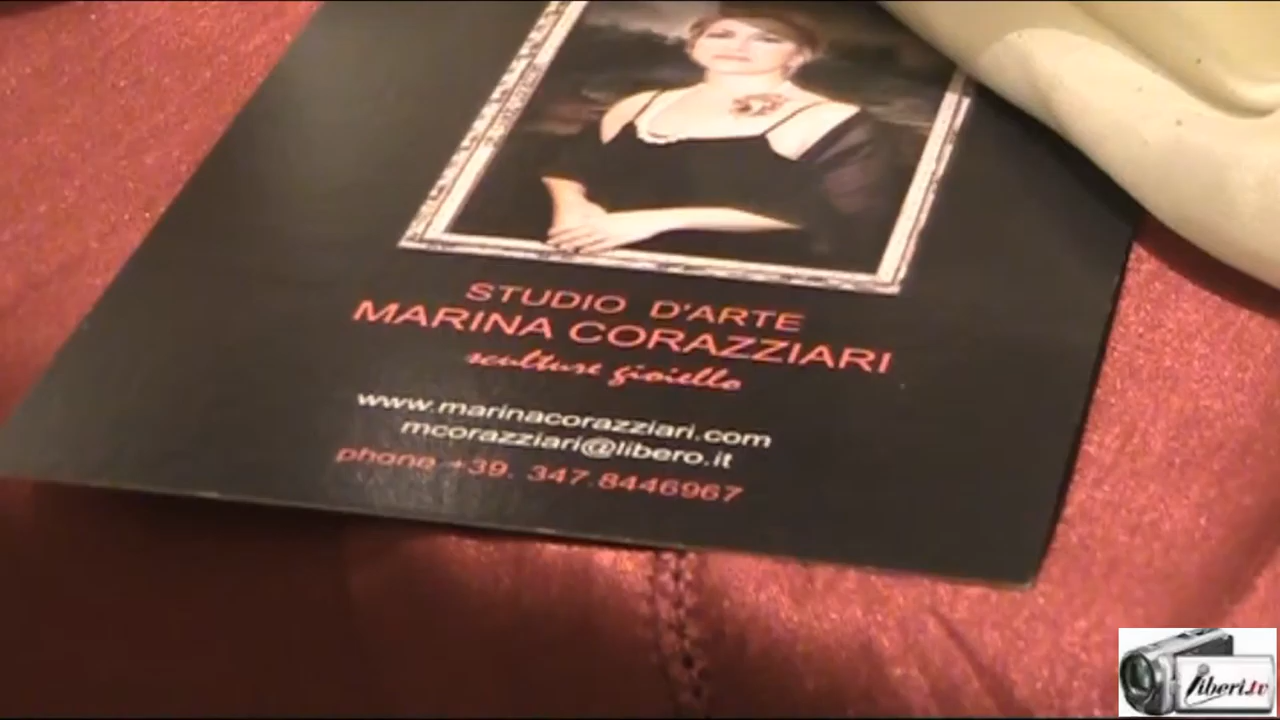 STUDIO D'ARTE
MARINA CORAZZIARI
sculture gioiello
www.marinacorazziari.com
mcorazziari@libero.it
phone +39. 347.8446967
liberi.tv